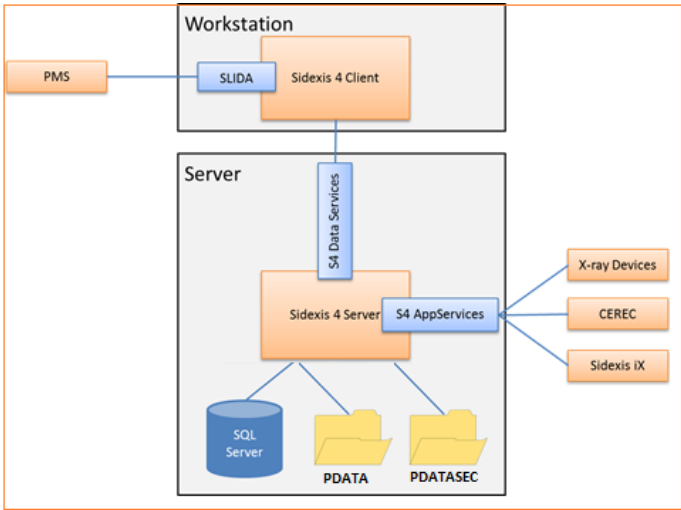 Workstation
PMS
SLIDA
Sidexis 4 Client
Server
S4 Data Services
Sidexis 4 Server
S4 AppServices
X-ray Devices
CEREC
Sidexis iX
SQL
Server
PDATA
PDATASEC